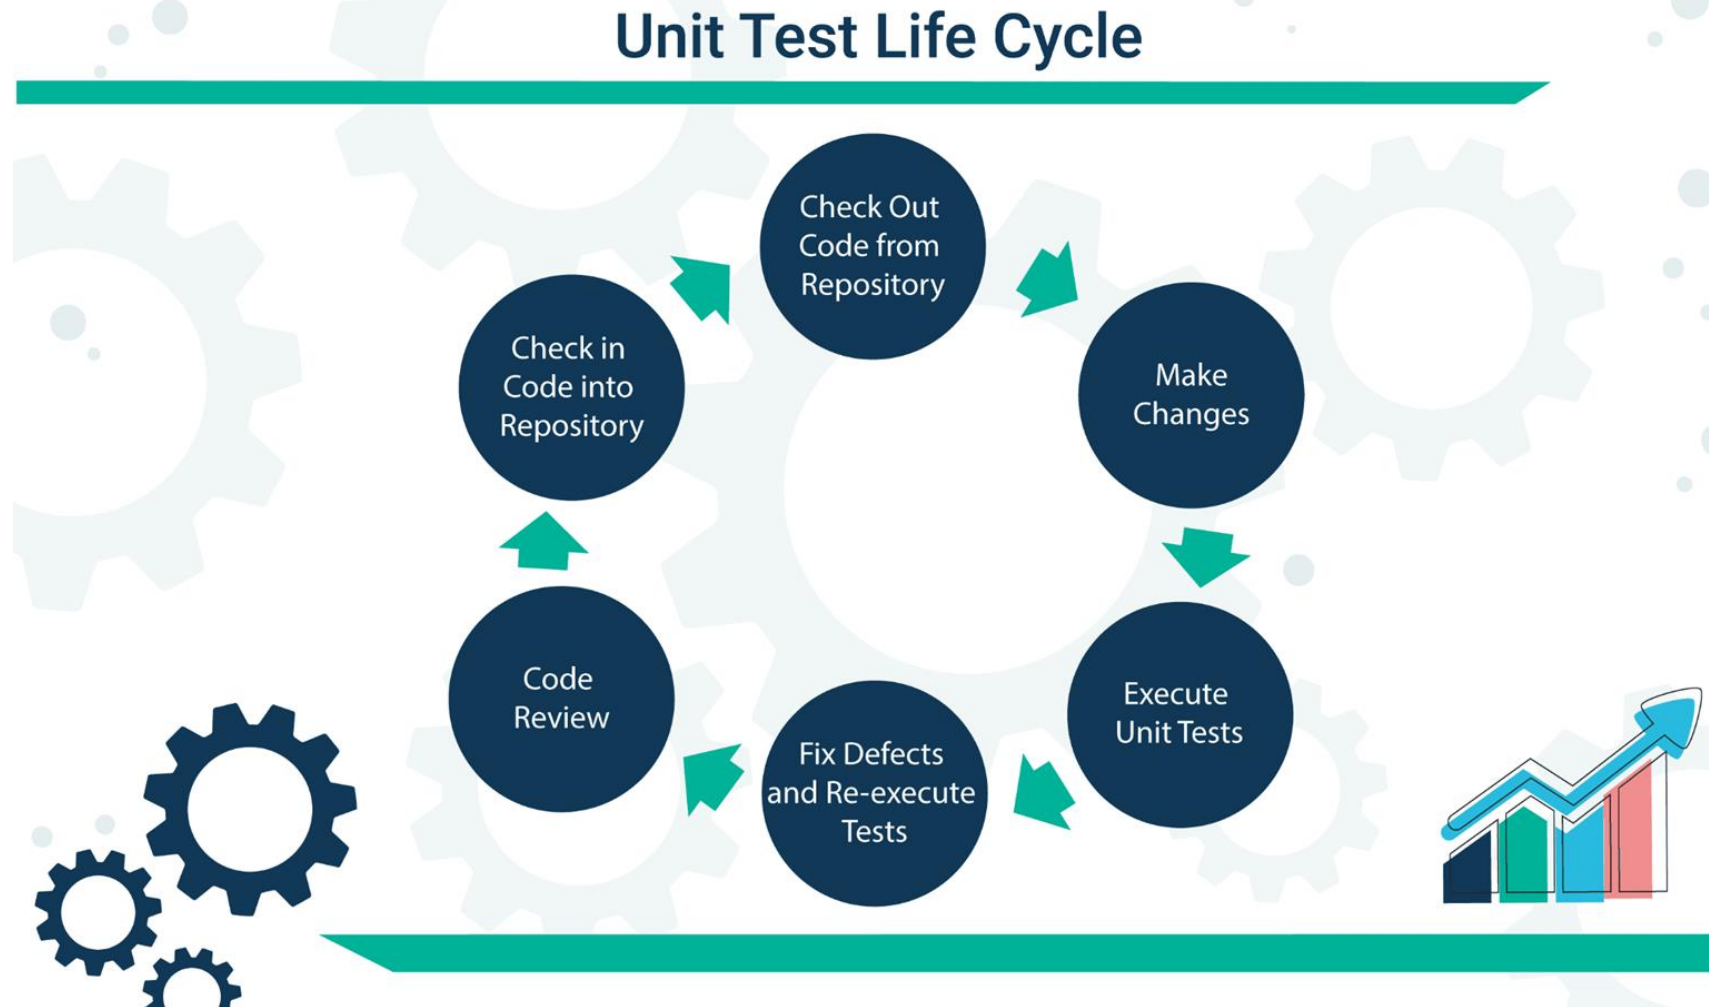 Unit Test Life Cycle
Check Out
Code from
Repository
Make
Changes
Execute
Unit Tests
Fix Defects
and Re-execute
Tests
Code
Review
Check in
Code into
Repository